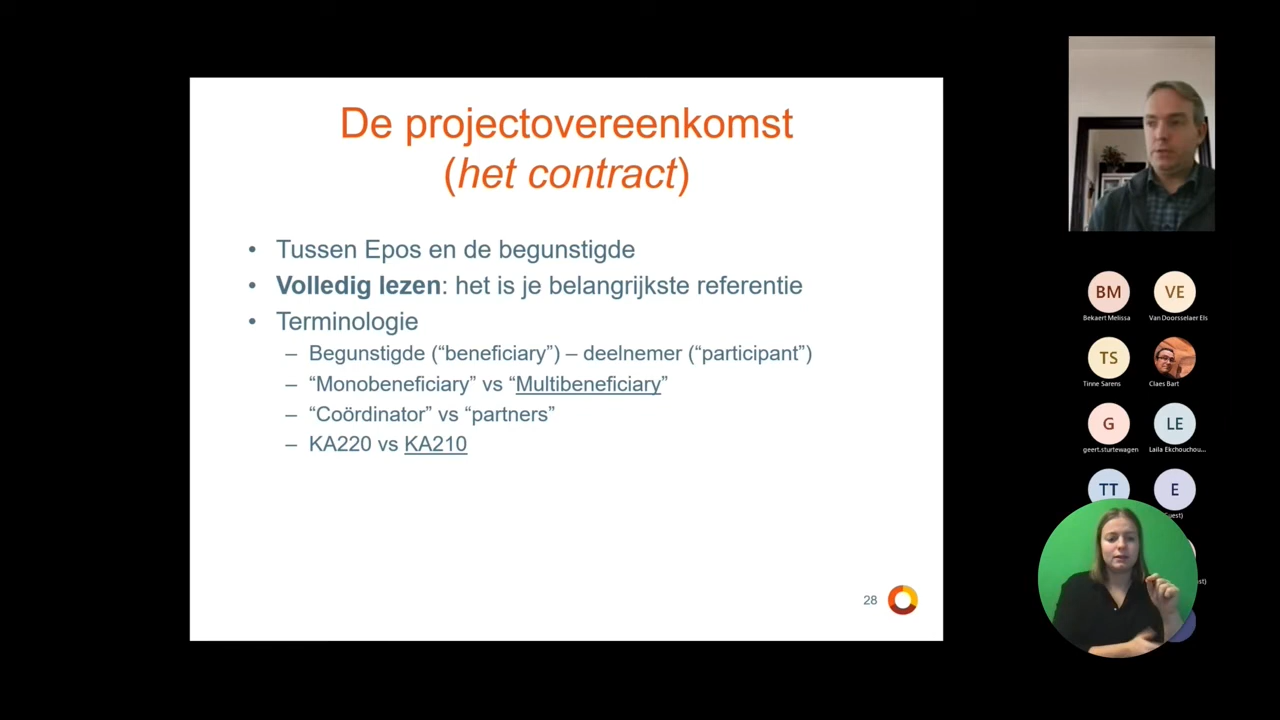 De projectovereenkomst
(het contract)
• Tussen Epos en de begunstigde
• Volledig lezen: het is je belangrijkste referentie
• Terminologie
– Begunstigde (“beneficiary”) – deelnemer (“participant”)
– “Monobeneficiary” vs “Multibeneficiary”
– “Coördinator” vs “partners”
– KA220 vs KA210
28
BM
VE
Bekaert Melissa
Van Doorsselaer Els
TS
Tinne Sarens
Claes Bart
G
LE
geert.sturtewagen
Laila Ekchouchou...
TT
E